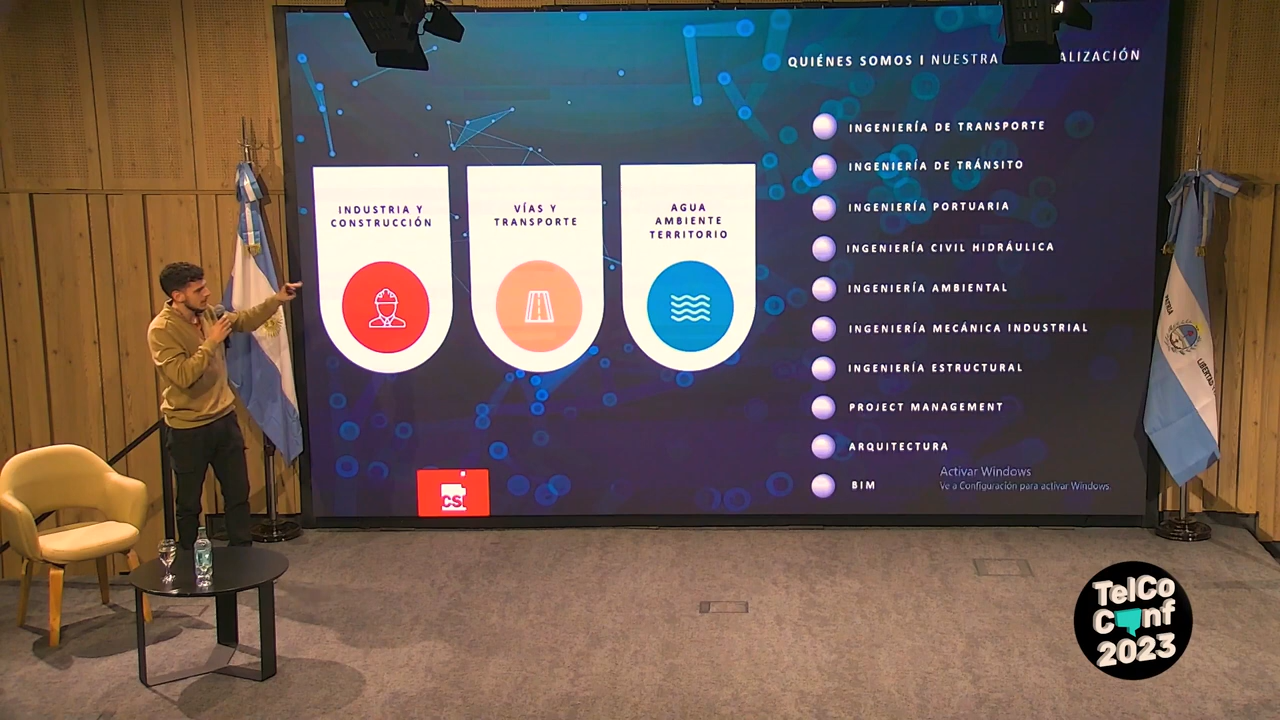 QUIÉNES SOMOS I NUESTRA ALIZACIÓN
INDUSTRIA Y
CONSTRUCCIÓN
VÍAS Y
TRANSPORTE
AGUA
AMBIENTE
TERRITORIO
INGENIERÍA DE TRANSPORTE
INGENIERÍA DE TRÁNSITO
INGENIERÍA PORTUARIA
INGENIERÍA CIVIL HIDRÁULICA
INGENIERÍA AMBIENTAL
INGENIERÍA MECÁNICA INDUSTRIAL
INGENIERÍA ESTRUCTURAL
PROJECT MANAGEMENT
ARQUITECTURA
BIM
Activar Windows
Ve a Configuración para activar Windows.
CSI
TelCo
Conf
2023